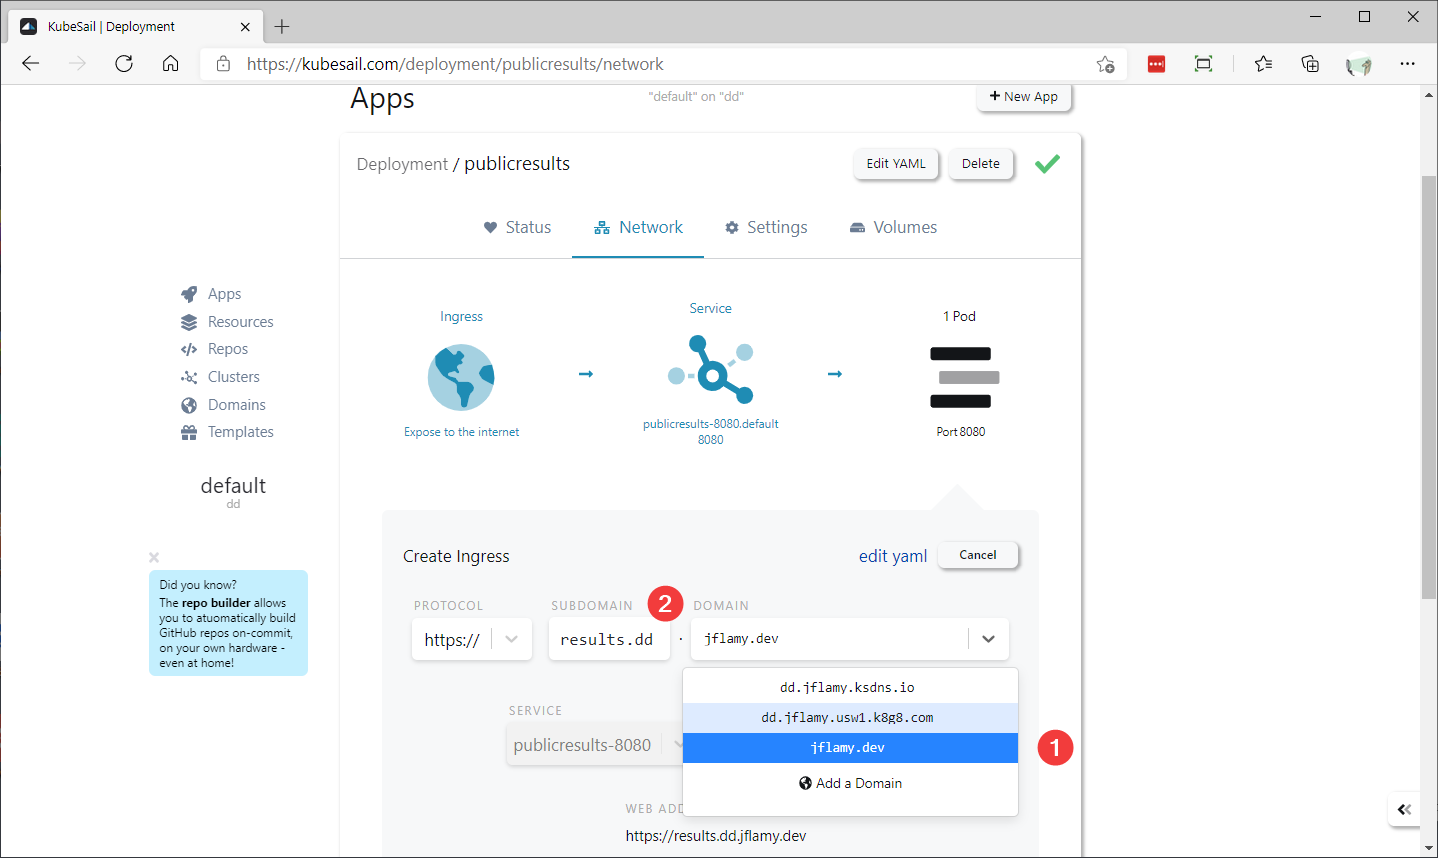 KubeSail | Deployment
https://kubesail.com/deployment/publicresults/network
Apps
"default" on "dd"
New App
Deployment / publicresults
Edit YAML
Delete
Status
Network
Settings
Volumes
Apps
Resources
Repos
Clusters
Domains
Templates
default
dd
Did you know?
The repo builder allows
you to atuomatically build
GitHub repos on-commit,
on your own hardware -
even at home!
Ingress
Expose to the internet
Service
publicresults-8080.default
8080
1 Pod
Port 8080
Create Ingress
edit yaml
Cancel
PROTOCOL
SUBDOMAIN
2
DOMAIN
https://
results.dd
.
jflamy.dev
dd.jflamy.ksdns.io
dd.jflamy.usw1.k8g8.com
jflamy.dev
1
Add a Domain
SERVICE
publicresults-8080
WEB ADD
https://results.dd.jflamy.dev